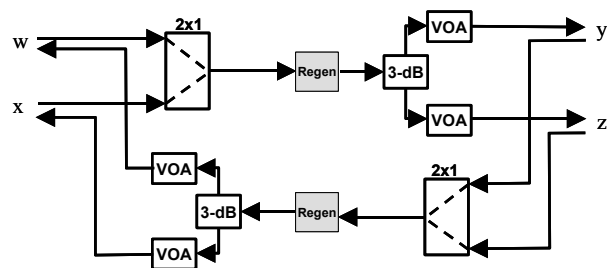 2x1
VOA
w
y
Regen
3-dB
x
VOA
z
VOA
2x1
3-dB
Regen
VOA